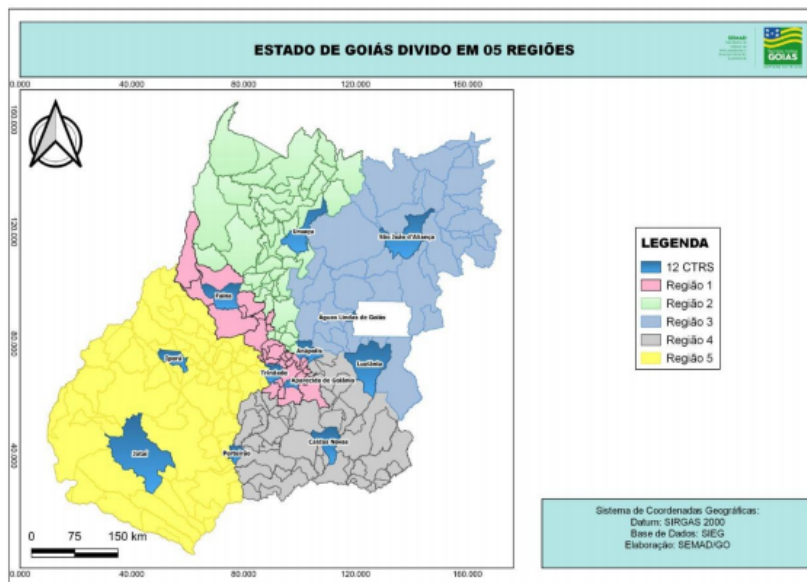 ESTADO DE GOIÁS DIVIDO EM 05 REGIÕES
GOIÁS
0.000
40.000
80.000
120.000
160.000
160.000
120.000
80.000
40.000
Uruaçu
São João d'Aliança
Faina
Águas Lindas de Goiás
Anápolis
Luziânia
Iporá
Trindade
Aparecida de Goiânia
Jataí
Porteirão
Caldas Novas
LEGENDA
12 CTRS
Região 1
Região 2
Região 3
Região 4
Região 5
0 75 150 km
40.000
80.000
120.000
160.000
Sistema de Coordenadas Geográficas:
Datum: SIRGAS 2000
Base de Dados: SIEG
Elaboração: SEMAD/GO